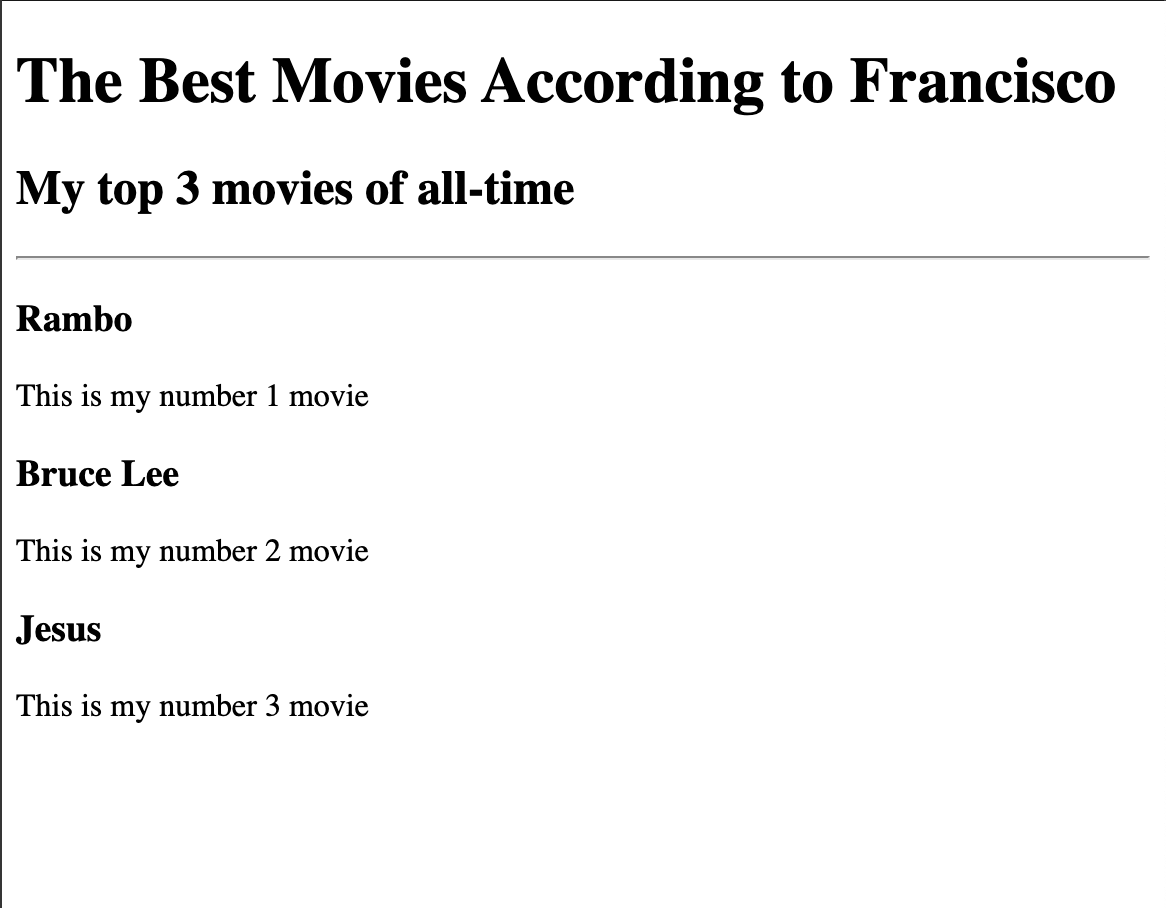 The Best Movies According to Francisco
My top 3 movies of all-time
Rambo
This is my number 1 movie
Bruce Lee
This is my number 2 movie
Jesus
This is my number 3 movie